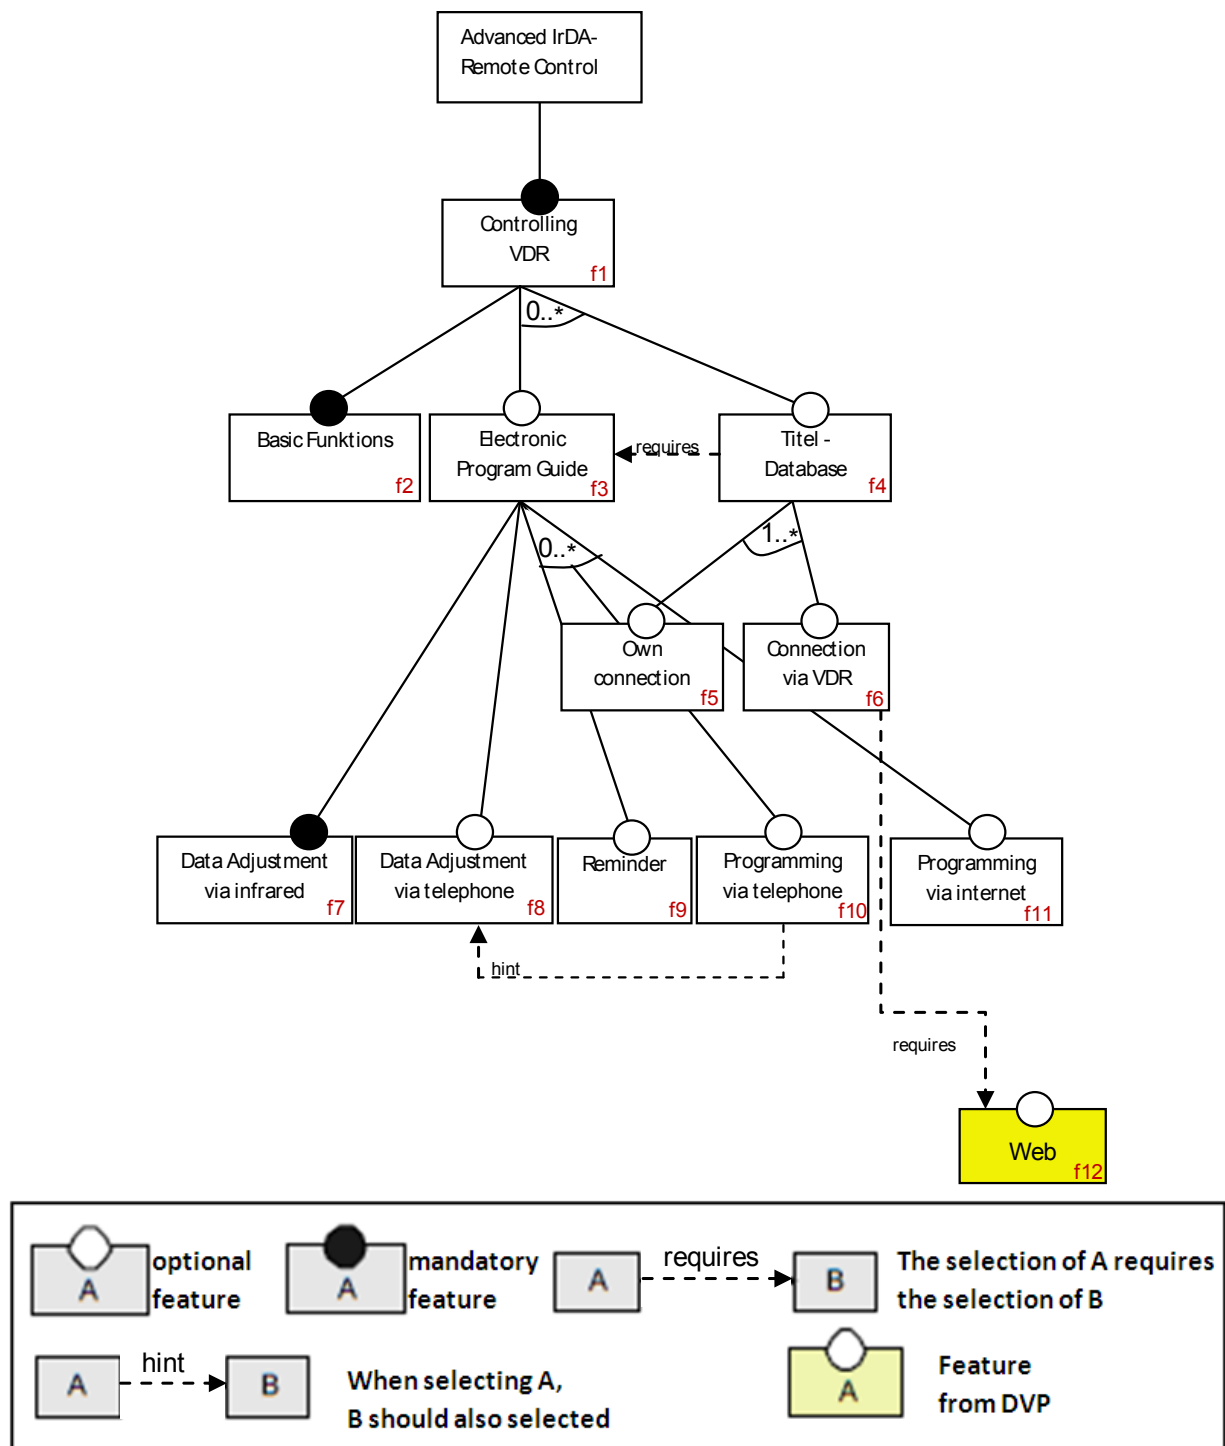 Advanced IrDA-
Remote Control
Controlling
VDR
f1
0..*
Basic Funktions
f2
Electronic
Program Guide
f3
requires
Titel -
Database
f4
0..*
1..*
Own
connection
f5
Connection
via VDR
f6
Data Adjustment
via infrared
f7
Data Adjustment
via telephone
f8
Reminder
f9
Programming
via telephone
f10
Programming
via internet
f11
hint
requires
Web
f12
A
optional
feature
A
mandatory
feature
A
requires
B
The selection of A requires
the selection of B
A
hint
B
When selecting A,
B should also selected
A
Feature
from DVP